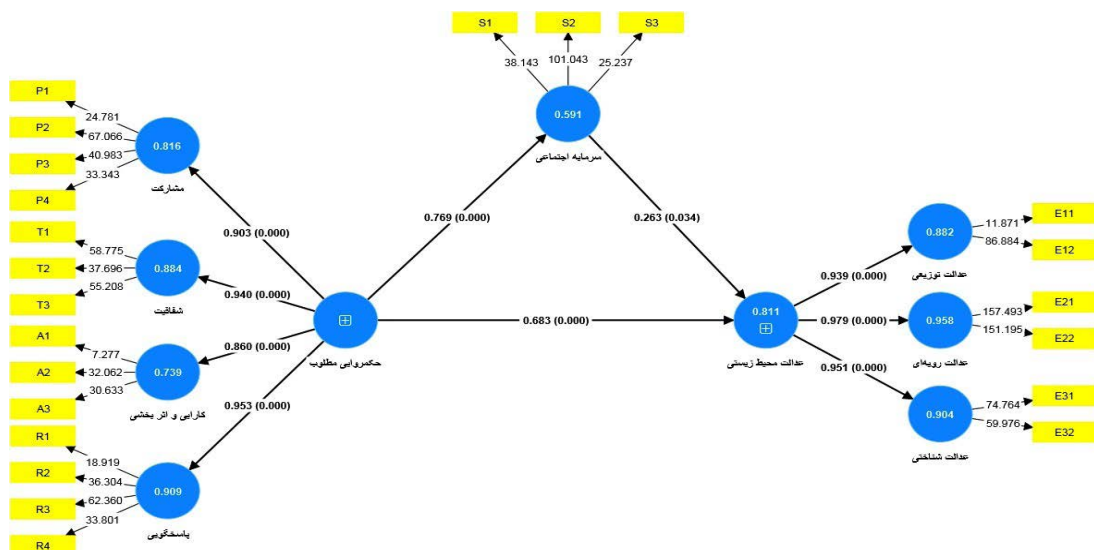 S1
S2
S3
38.143
101.043
25.237
0.591
سرمایه اجتماعی
P1
P2
P3
P4
24.781
67.066
40.983
33.343
0.816
مشارکت
T1
T2
T3
58.775
37.696
55.208
0.884
شفافیت
A1
A2
A3
7.277
32.062
30.633
0.739
کارایی و اثر بخشی
R1
R2
R3
R4
18.919
36.304
62.360
33.801
0.909
پاسخگویی
0.903 (0.000)
0.940 (0.000)
0.860 (0.000)
0.953 (0.000)
حکمروایی مطلوب
0.769 (0.000)
0.263 (0.034)
0.683 (0.000)
0.811
عدالت محیط زیستی
0.939 (0.000)
0.979 (0.000)
0.951 (0.000)
0.882
عدالت توزیعی
11.871
86.884
E11
E12
0.958
عدالت رویه‌ای
157.493
151.195
E21
E22
0.904
عدالت شناختی
74.764
59.976
E31
E32